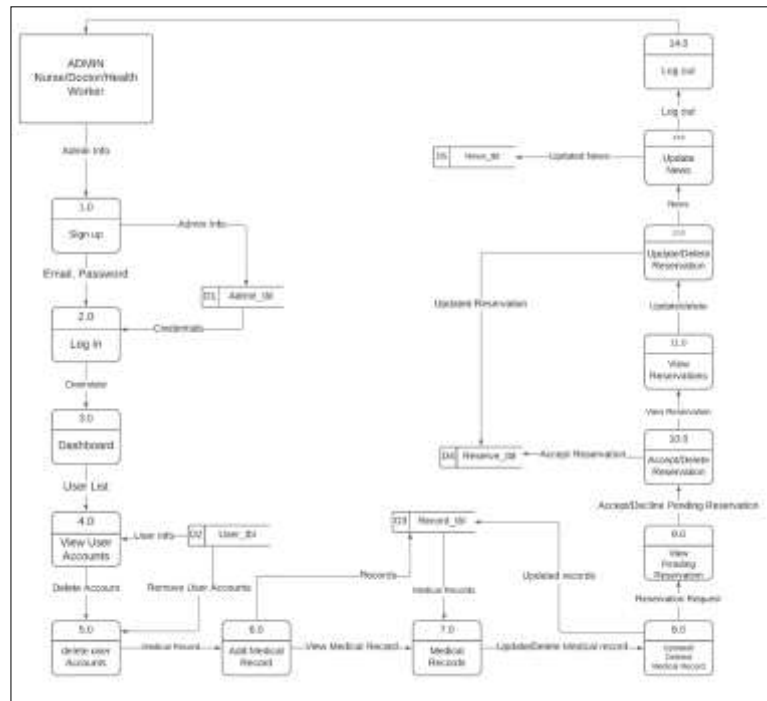 ADMIN
Nurse/Doctor/Health
Worker
Admin Info
1.0
Sign up
Admin Info
D1 Admin_tbl
Email, Password
2.0
Log In
Credentials
Overview
3.0
Dashboard
User List
4.0
View User
Accounts
User Info
D2 User_tbl
Delete Account
Remove User Accounts
5.0
delete user
Accounts
Medical Record
6.0
Add Medical
Record
Records
D3 Record_tbl
Medical Records
View Medical Record
7.0
Medical
Records
Update/Delete Medical record
Updated records
Medical Record
Reservation Request
9.0
View
Pending
Reservation
Accept/Decline Pending Reservation
10.0
Accept/Delete
Reservation
Accept Reservation
D4 Reserve_tbl
View Reservation
11.0
View
Reservations
Update/delete
Update/Delete
Reservation
Updated Reservation
News
Update
News
Updated News
D5 News_tbl
Log out
14.0
Log out